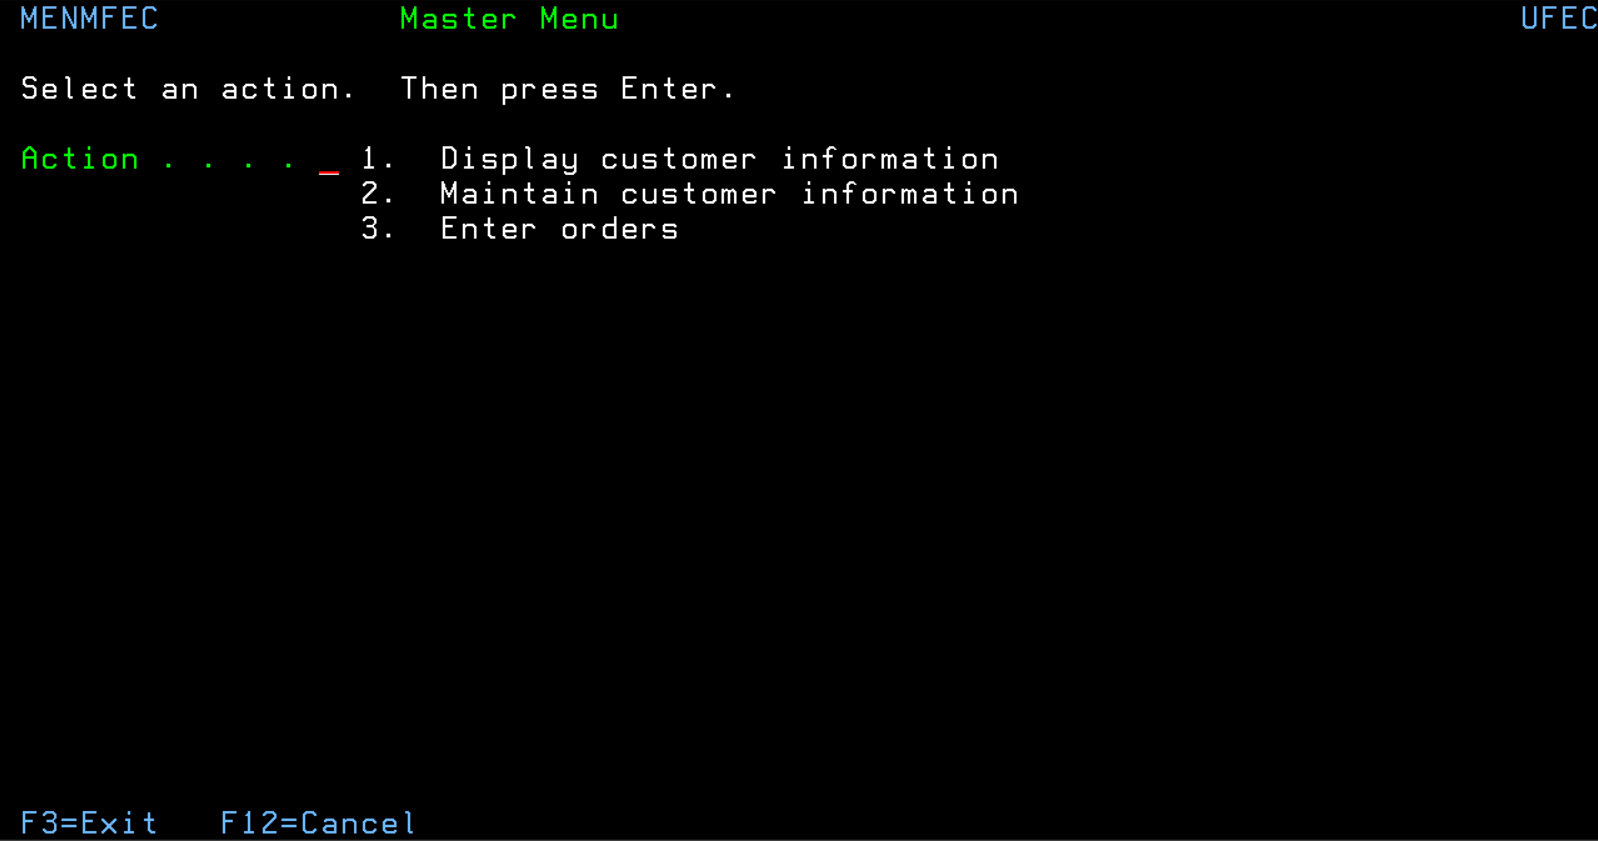 MENMFEC Master Menu UFEC
Select an action. Then press Enter.
Action . . . . _ 1. Display customer information
2. Maintain customer information
3. Enter orders
F3=Exit F12=Cancel